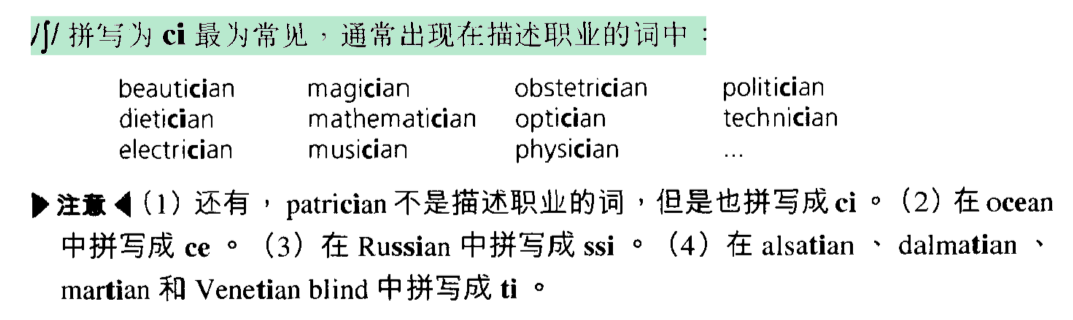 /ʃ/ 拼写为 ci 最为常见，通常出现在描述职业的词中：
beautician magician obstetrician politician
dietician mathematician optician technician
electrician musician physician ...
▶注意◀（1）还有，patrician 不是描述职业的词，但是也拼写成 ci。（2）在 ocean
中拼写成 ce。（3）在 Russian 中拼写成 ssi。（4）在 alsatian、dalmatian、
martian 和 Venetian blind 中拼写成 ti。